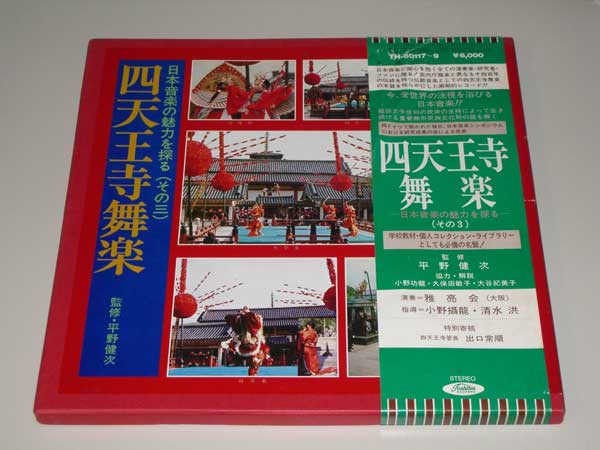 日本音楽の魅力を探る(その三)
四天王寺舞楽
監修・平野健次
TH-60117~9 ¥6,000
今、全世界の注視を浴びる
日本音楽!!
四天王寺
舞楽
―日本音楽の魅力を探る―
(その3)
学校教材・個人コレクション・ライブラリー
としても必備の名盤!
監修
平野健次
協力・解説
小野功龍・久保田敏子・大谷紀美子
演奏=雅亮会(大阪)
指導=小野攝龍・清水洪
特別寄稿
四天王寺管長 出口常順
STEREO
Toshiba
RECORDS